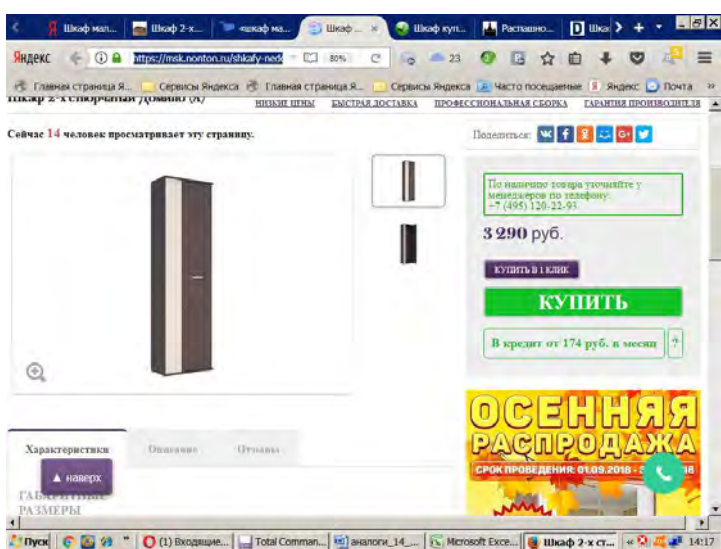 Шкаф мал...
Шкаф 2-х...
«шкаф ма...
Шкаф ...
Шкаф куп...
Распашно...
Шка
Яндекс
https://msk.nonton.ru/shkafy-nedo
80%
23
Главная страница Я...
Сервисы Яндекса
Главная страница Я...
Сервисы Яндекса
Часто посещаемые
Яндекс
Почта
Шкаф 2-х створчатый Домино (А)
НИЗКИЕ ЦЕНЫ
БЫСТРАЯ ДОСТАВКА
ПРОФЕССИОНАЛЬНАЯ СБОРКА
ГАРАНТИЯ ПРОИЗВОДИТЕЛЯ
Сейчас 14 человек просматривает эту страницу.
Поделиться:
По наличию товара уточняйте у
менеджеров по телефону:
+7 (495) 120-22-93
3 290 руб.
КУПИТЬ В 1 КЛИК
КУПИТЬ
В кредит от 174 руб. в месяц
?
ОСЕННЯЯ
РАСПРОДАЖА
СРОК ПРОВЕДЕНИЯ: 01.09.2018 - 3
18
Характеристики
Описание
Отзывы
▲ наверх
ГАБАРИТНЫЕ
РАЗМЕРЫ
Пуск
(1) Входящие...
Total Comman...
аналоги_14_...
Microsoft Exce...
Шкаф 2-х ст...
14:17